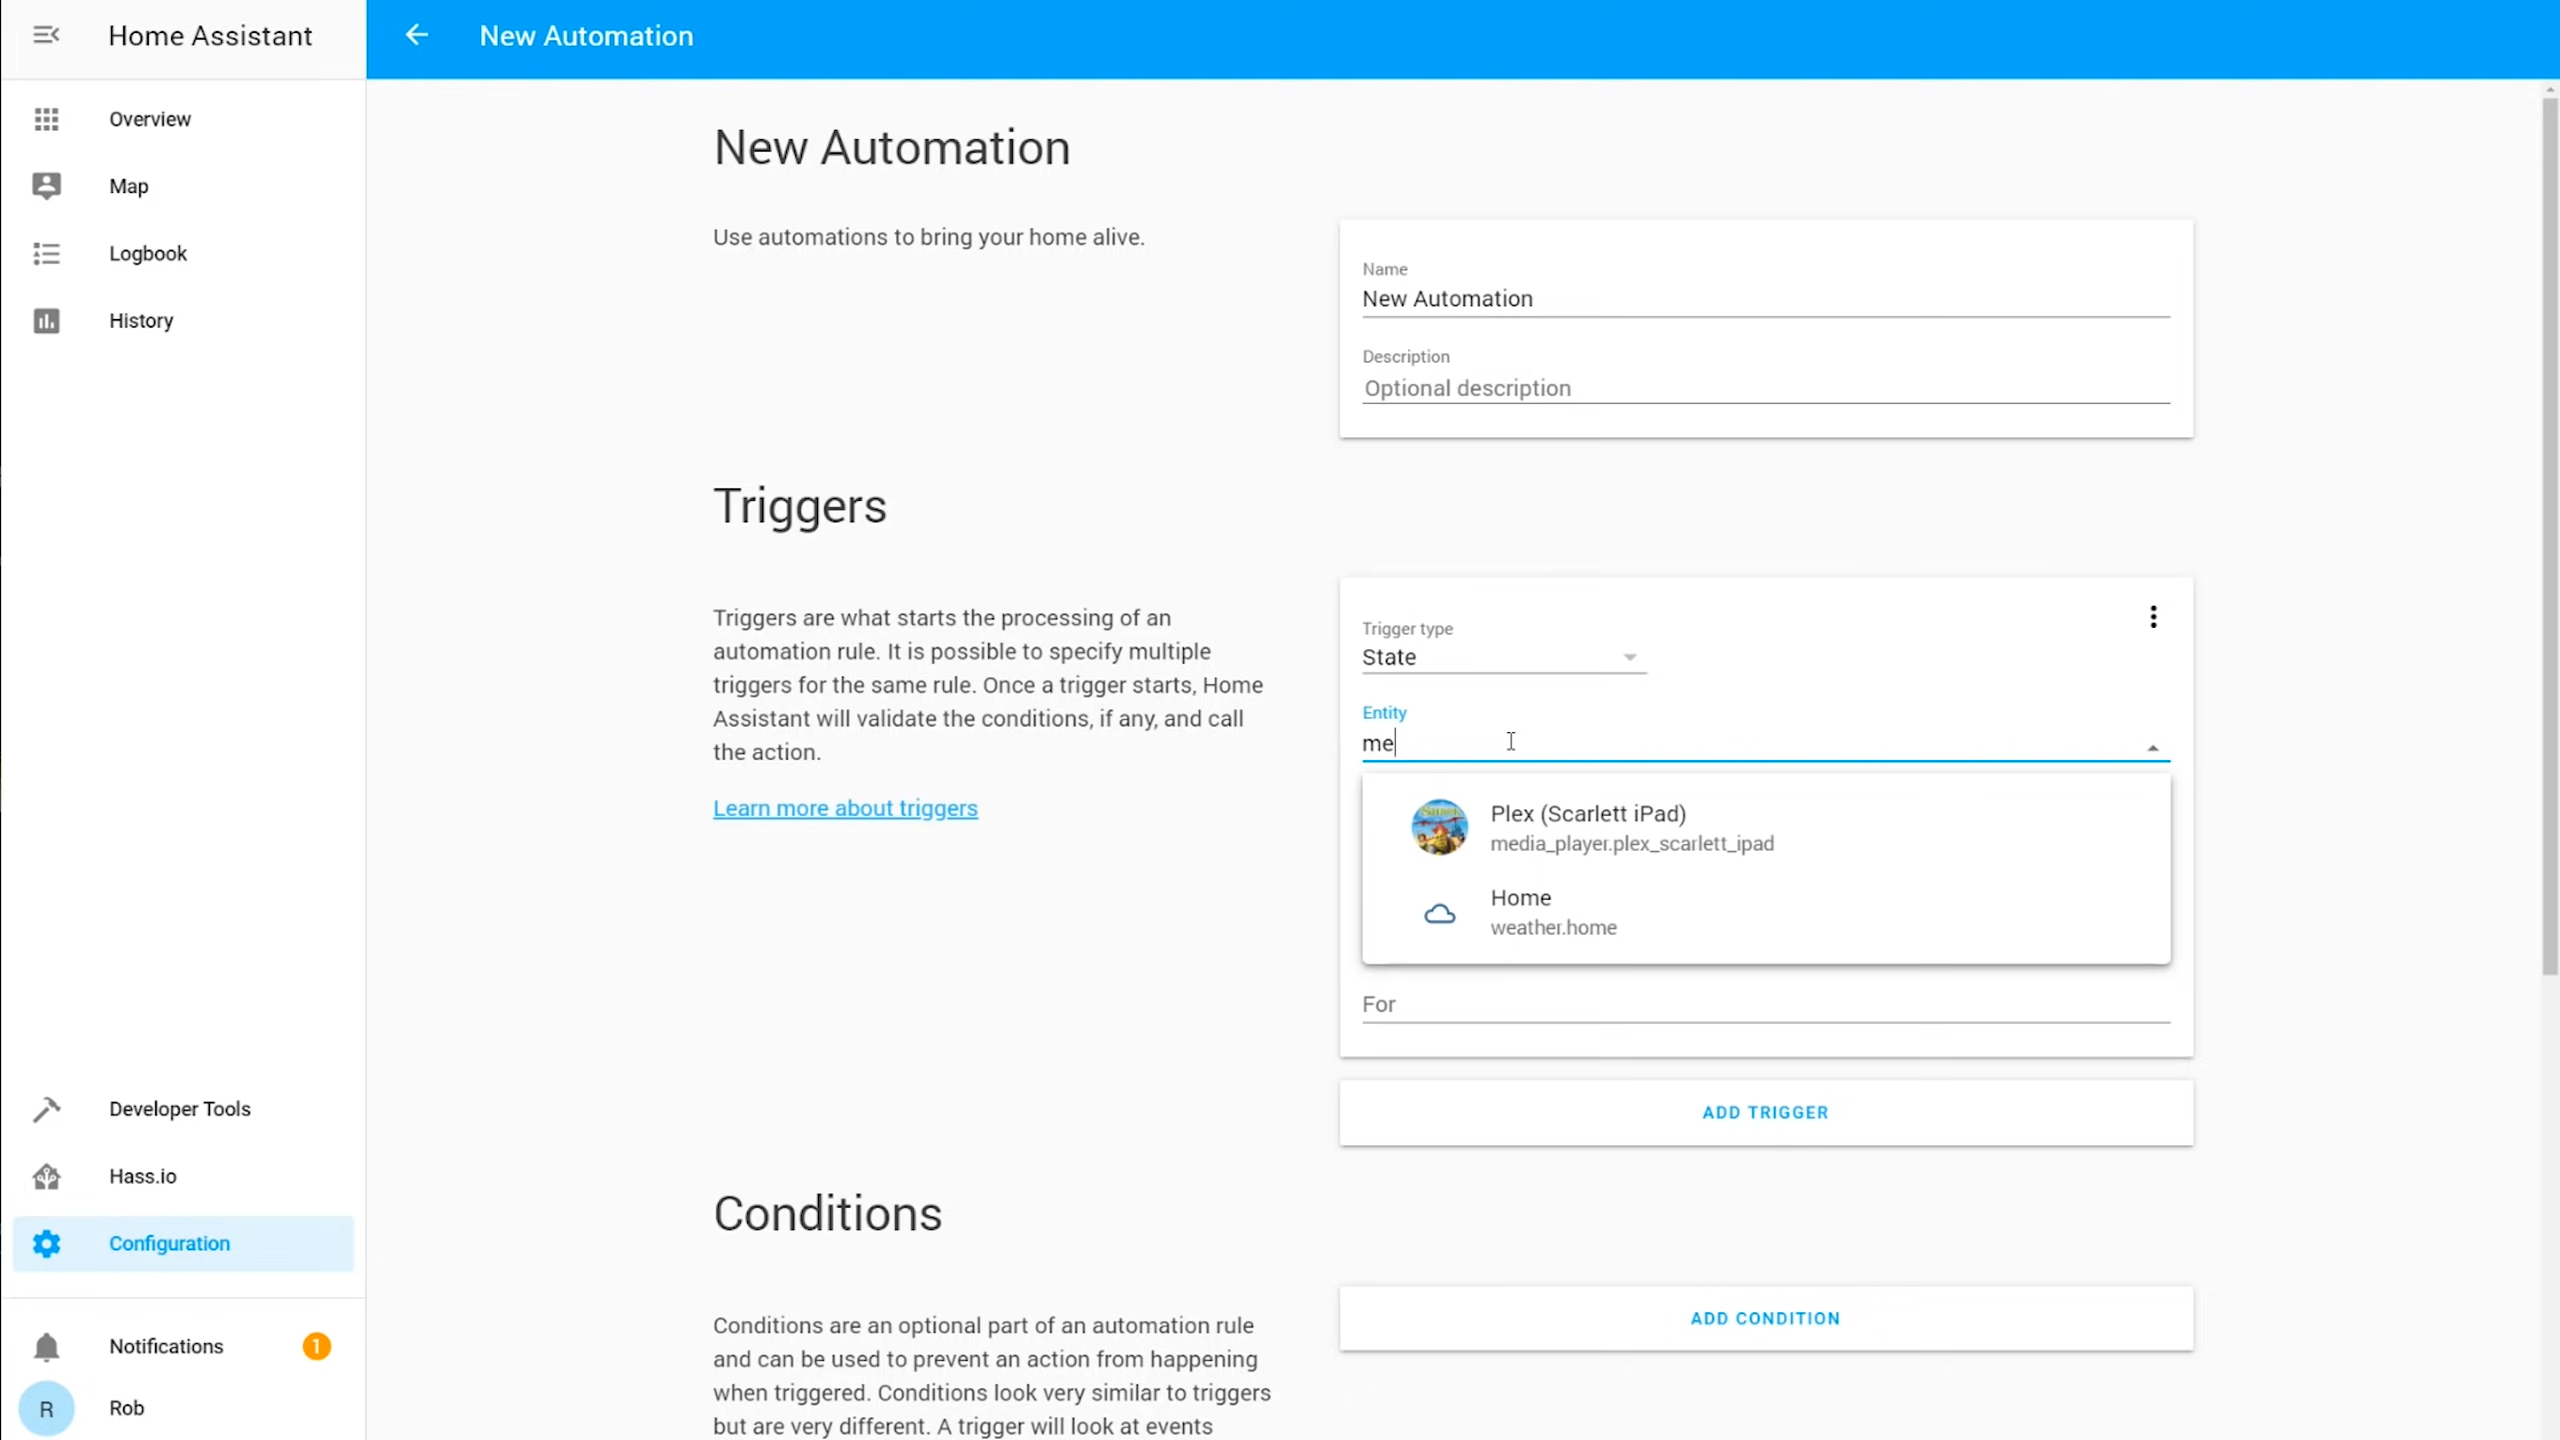 Home Assistant
New Automation
Overview
Map
Logbook
History
Developer Tools
Hass.io
Configuration
Notifications
1
R
Rob
New Automation
Use automations to bring your home alive.
Name
New Automation
Description
Optional description
Triggers
Triggers are what starts the processing of an
automation rule. It is possible to specify multiple
triggers for the same rule. Once a trigger starts, Home
Assistant will validate the conditions, if any, and call
the action.
Learn more about triggers
Trigger type
State
Entity
me
Plex (Scarlett iPad)
media_player.plex_scarlett_ipad
Home
weather.home
For
ADD TRIGGER
Conditions
Conditions are an optional part of an automation rule
and can be used to prevent an action from happening
when triggered. Conditions look very similar to triggers
but are very different. A trigger will look at events
ADD CONDITION